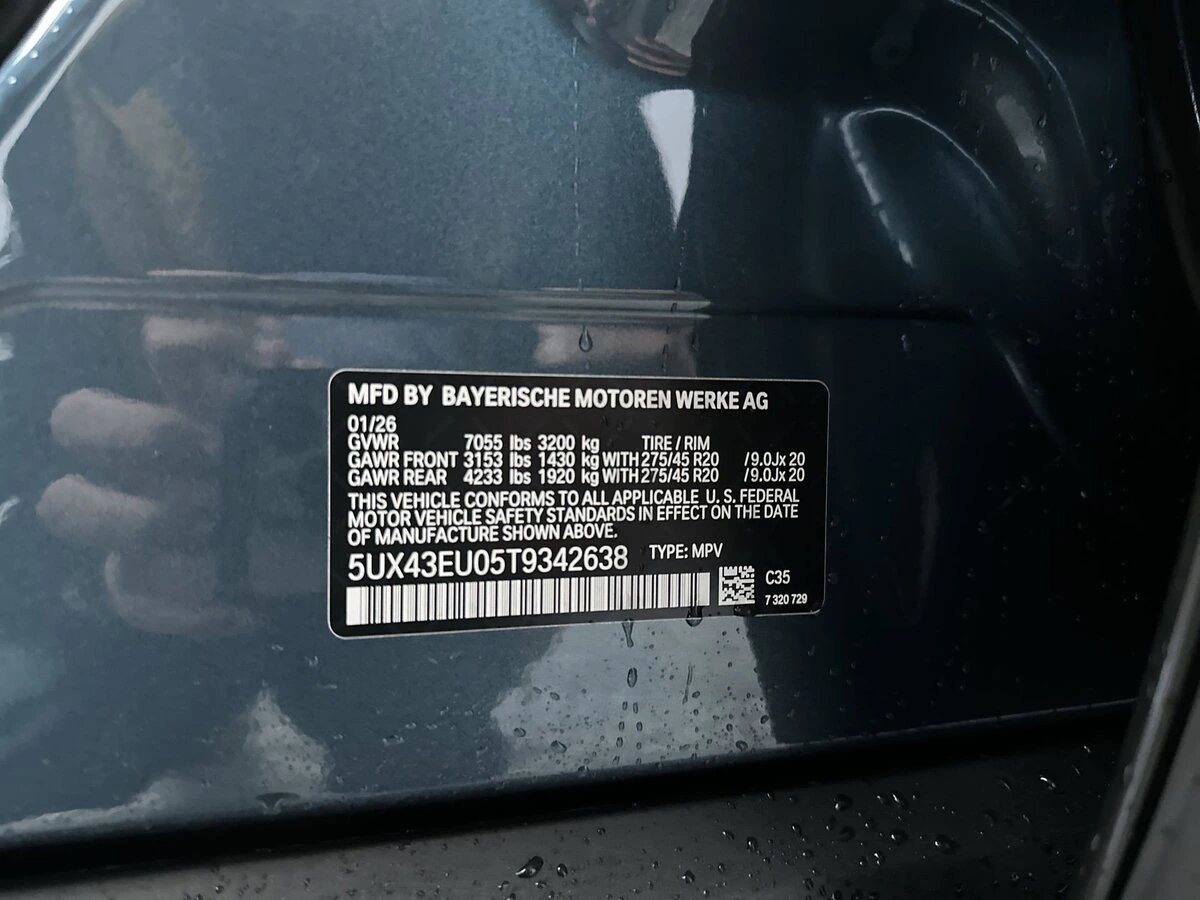 MFD BY BAYERISCHE MOTOREN WERKE AG
01/26
GVWR 7055 lbs 3200 kg TIRE / RIM
GAWR FRONT 3153 lbs 1430 kg WITH 275/45 R20 /9.0Jx 20
GAWR REAR 4233 lbs 1920 kg WITH 275/45 R20 /9.0Jx 20
THIS VEHICLE CONFORMS TO ALL APPLICABLE U. S. FEDERAL
MOTOR VEHICLE SAFETY STANDARDS IN EFFECT ON THE DATE
OF MANUFACTURE SHOWN ABOVE.
5UX43EU05T9342638 TYPE: MPV
C35
7 320 729